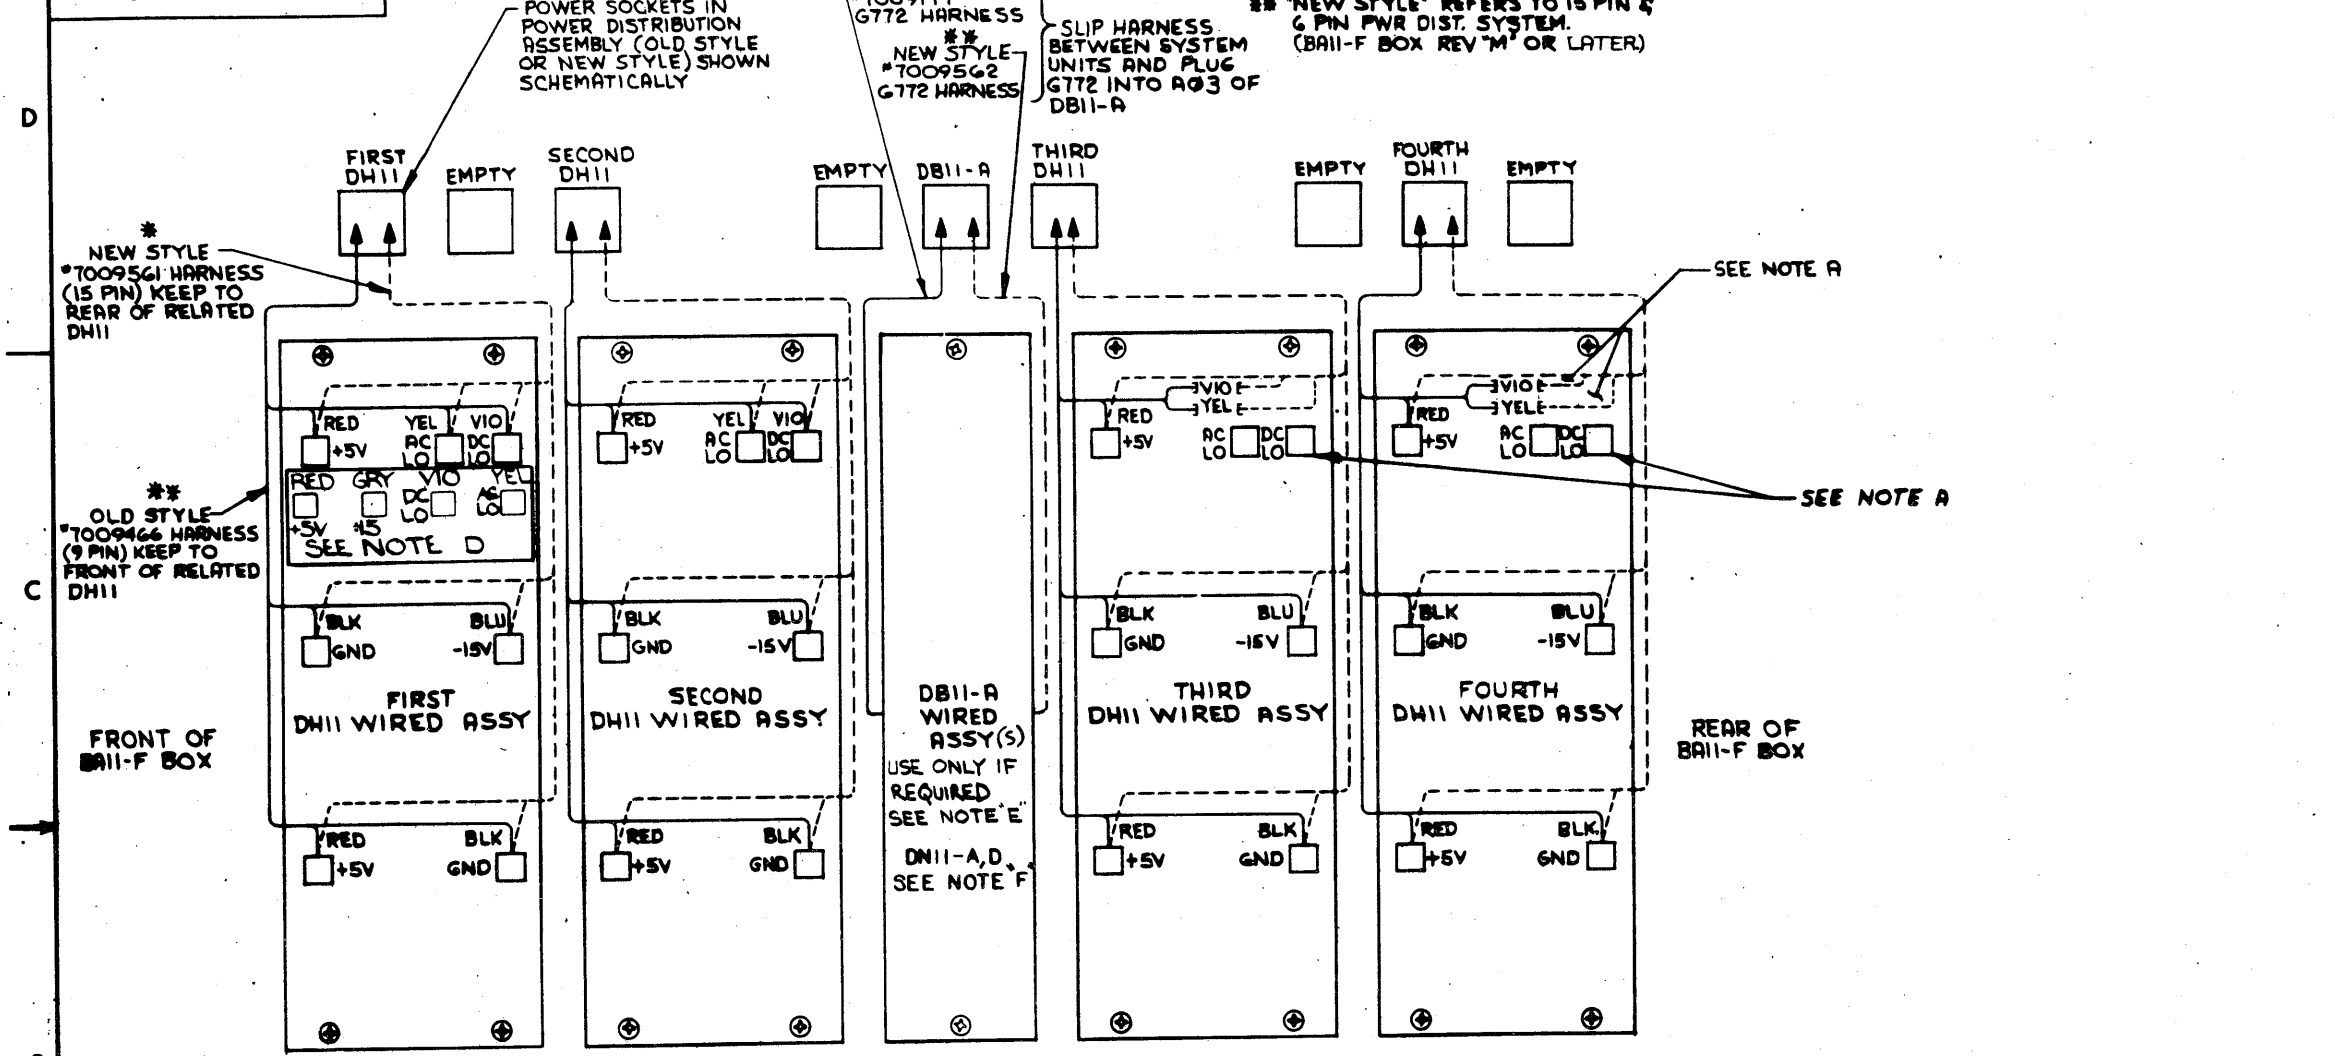 POWER SOCKETS IN
POWER DISTRIBUTION
ASSEMBLY (OLD STYLE
OR NEW STYLE) SHOWN
SCHEMATICALLY
G772 HARNESS
**
NEW STYLE
#7009562
G772 HARNESS
SLIP HARNESS
BETWEEN SYSTEM
UNITS AND PLUG
G772 INTO AØ3 OF
DB11-A
** "NEW STYLE" REFERS TO 15 PIN &
6 PIN PWR DIST. SYSTEM.
(BA11-F BOX REV "M" OR LATER)
D
FIRST
DH11
EMPTY
SECOND
DH11
EMPTY
DB11-A
THIRD
DH11
EMPTY
FOURTH
DH11
EMPTY
*
NEW STYLE
#7009561 HARNESS
(15 PIN) KEEP TO
REAR OF RELATED
DH11
SEE NOTE A
RED
+5V
YEL
AC
LO
VIO
DC
LO
RED
+5V
YEL
AC
LO
VIO
DC
LO
VIO
YEL
RED
+5V
AC
LO
DC
LO
VIO
YEL
RED
+5V
AC
LO
DC
LO
SEE NOTE A
RED
GRY
VIO
YEL
+5V
+15
DC
LO
AC
LO
SEE NOTE D
**
OLD STYLE
#7009466 HARNESS
(9 PIN) KEEP TO
FRONT OF RELATED
DH11
C
BLK
GND
BLU
-15V
BLK
GND
BLU
-15V
BLK
GND
BLU
-15V
BLK
GND
BLU
-15V
FIRST
DH11 WIRED ASSY
SECOND
DH11 WIRED ASSY
DB11-A
WIRED
ASSY(S)
USE ONLY IF
REQUIRED
SEE NOTE "E"
DN11-A,D
SEE NOTE "F"
THIRD
DH11 WIRED ASSY
FOURTH
DH11 WIRED ASSY
FRONT OF
BA11-F BOX
REAR OF
BA11-F BOX
RED
+5V
BLK
GND
RED
+5V
BLK
GND
RED
+5V
BLK
GND
RED
+5V
BLK
GND